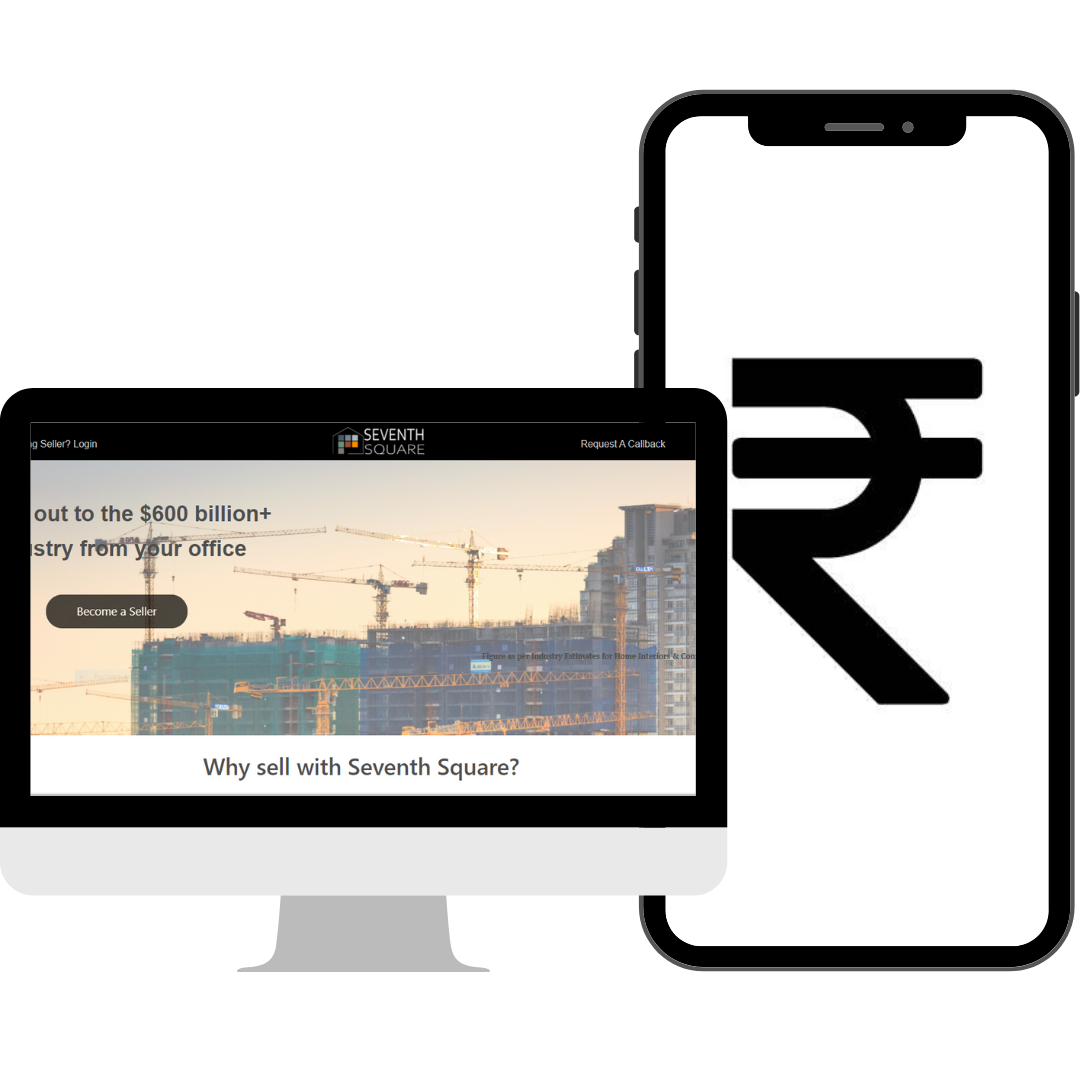 g Seller? Login
SEVENTH
SQUARE
Request A Callback
out to the $600 billion+
ustry from your office
Become a Seller
Figure as per Industry Estimates for Home Interiors & Con
Why sell with Seventh Square?
₹